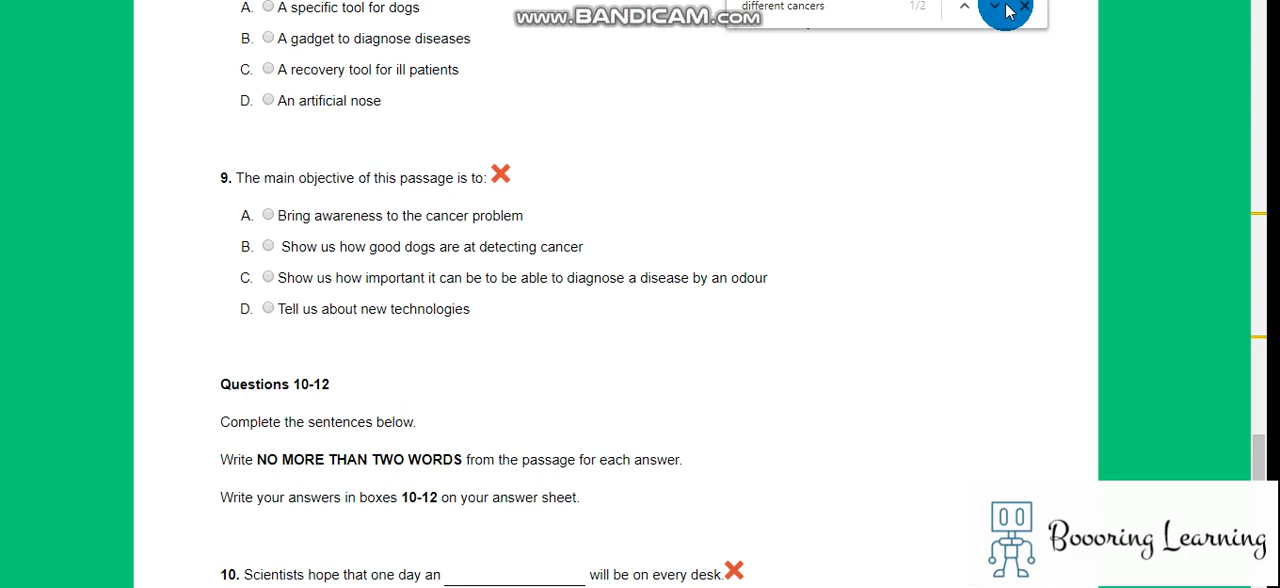 A. A specific tool for dogs
www.BANDICAM.com
different cancers 1/2
B. A gadget to diagnose diseases
C. A recovery tool for ill patients
D. An artificial nose
9. The main objective of this passage is to:
A. Bring awareness to the cancer problem
B. Show us how good dogs are at detecting cancer
C. Show us how important it can be to be able to diagnose a disease by an odour
D. Tell us about new technologies
Questions 10-12
Complete the sentences below.
Write NO MORE THAN TWO WORDS from the passage for each answer.
Write your answers in boxes 10-12 on your answer sheet.
Boooring Learning
10. Scientists hope that one day an ________________ will be on every desk.